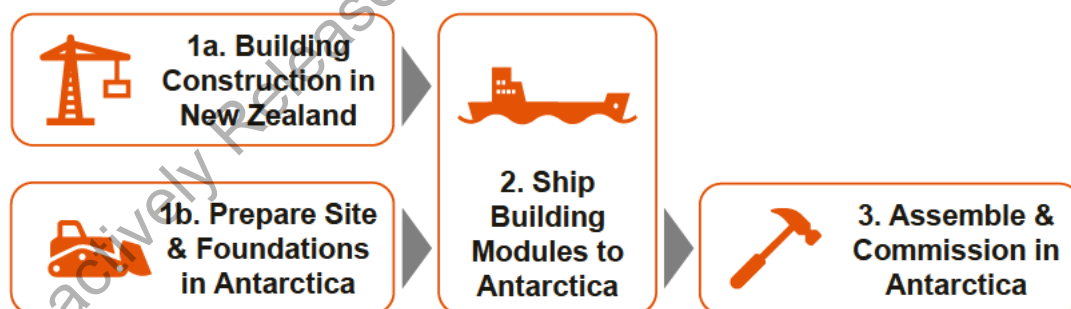 1a. Building
Construction in
New Zealand
1b. Prepare Site
& Foundations
in Antarctica
2. Ship
Building
Modules to
Antarctica
3. Assemble &
Commission in
Antarctica